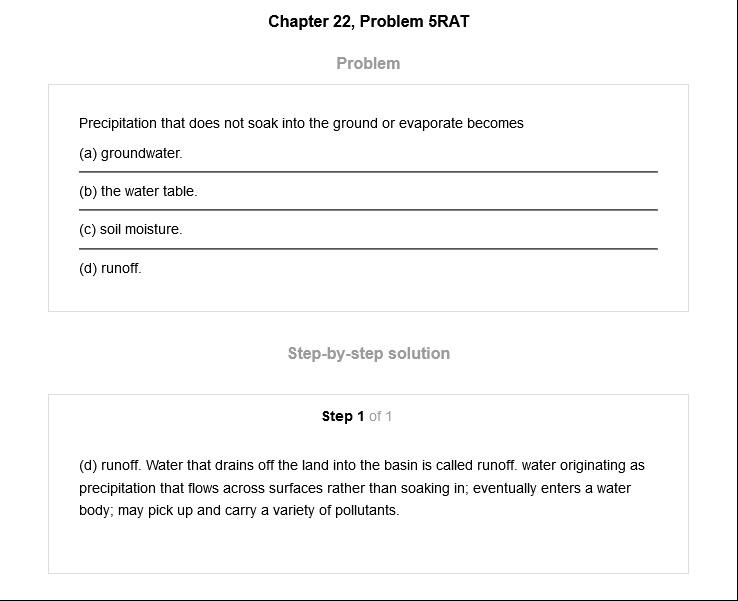 Chapter 22, Problem 5RAT
Problem
Precipitation that does not soak into the ground or evaporate becomes
(a) groundwater.
(b) the water table.
(c) soil moisture.
(d) runoff.
Step-by-step solution
Step 1 of 1
(d) runoff. Water that drains off the land into the basin is called runoff. water originating as
precipitation that flows across surfaces rather than soaking in; eventually enters a water
body; may pick up and carry a variety of pollutants.